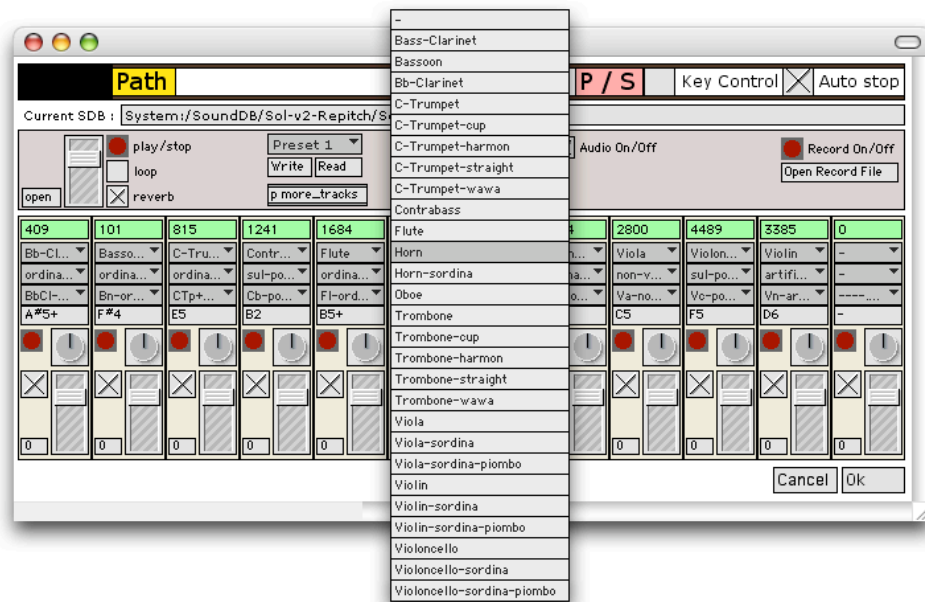 -
Bass-Clarinet
Bassoon
Bb-Clarinet
C-Trumpet
C-Trumpet-cup
C-Trumpet-harmon
C-Trumpet-straight
C-Trumpet-wawa
Contrabass
Flute
Horn
Horn-sordina
Oboe
Trombone
Trombone-cup
Trombone-harmon
Trombone-straight
Trombone-wawa
Viola
Viola-sordina
Viola-sordina-piombo
Violin
Violin-sordina
Violin-sordina-piombo
Violoncello
Violoncello-sordina
Violoncello-sordina-piombo
Path P / S Key Control Auto stop
Current SDB : System:/SoundDB/Sol-v2-Repitch/S
play/stop Preset 1 Audio On/Off Record On/Off
loop Write Read Open Record File
open reverb p more_tracks
409 101 815 1241 1684 2800 4489 3385 0
Bb-Cl... Basso... C-Tru... Contr... Flute Viola Violon... Violin -
ordina... ordina... ordina... sul-po... ordina... non-v... sul-po... artifi... -
BbCl-... Bn-or... CTp+... Cb-po... Fl-ord... Va-no... Vc-po... Vn-ar... ----....
A#5+ F#4 E5 B2 B5+ C5 F5 D6 -
0 0 0 0 0 0 0 0 0 0
Cancel Ok